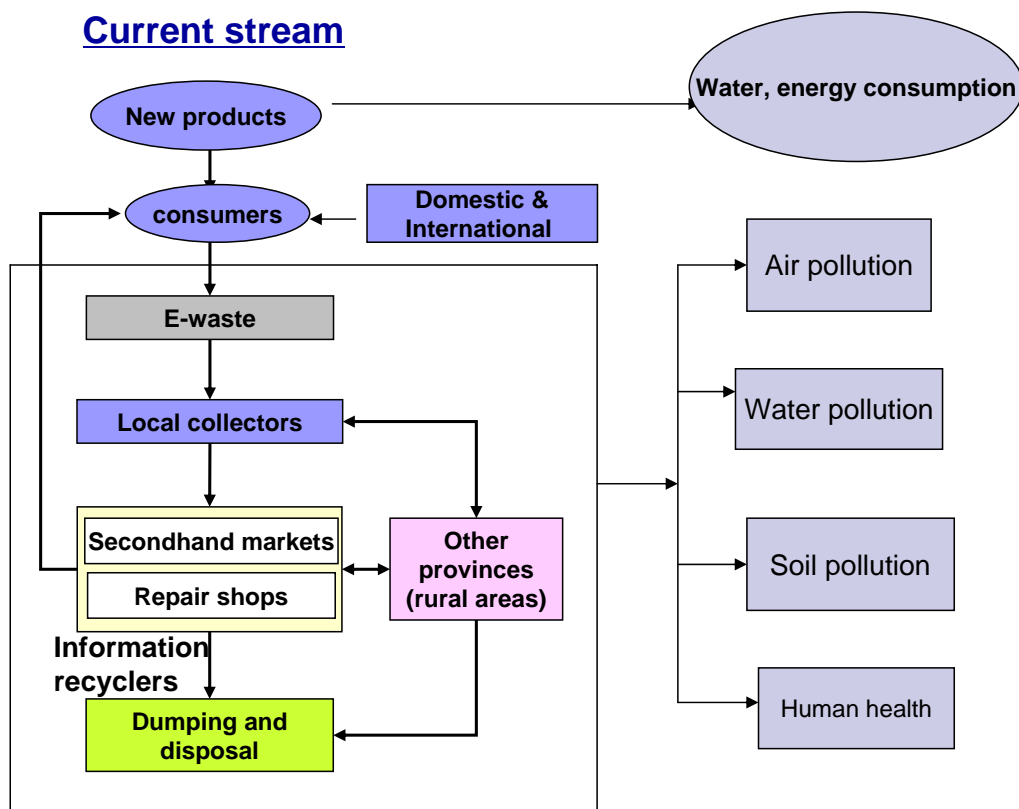 Current stream
New products
Water, energy consumption
consumers
Domestic &
International
E-waste
Local collectors
Secondhand markets
Repair shops
Other
provinces
(rural areas)
Information
recyclers
Dumping and
disposal
Air pollution
Water pollution
Soil pollution
Human health